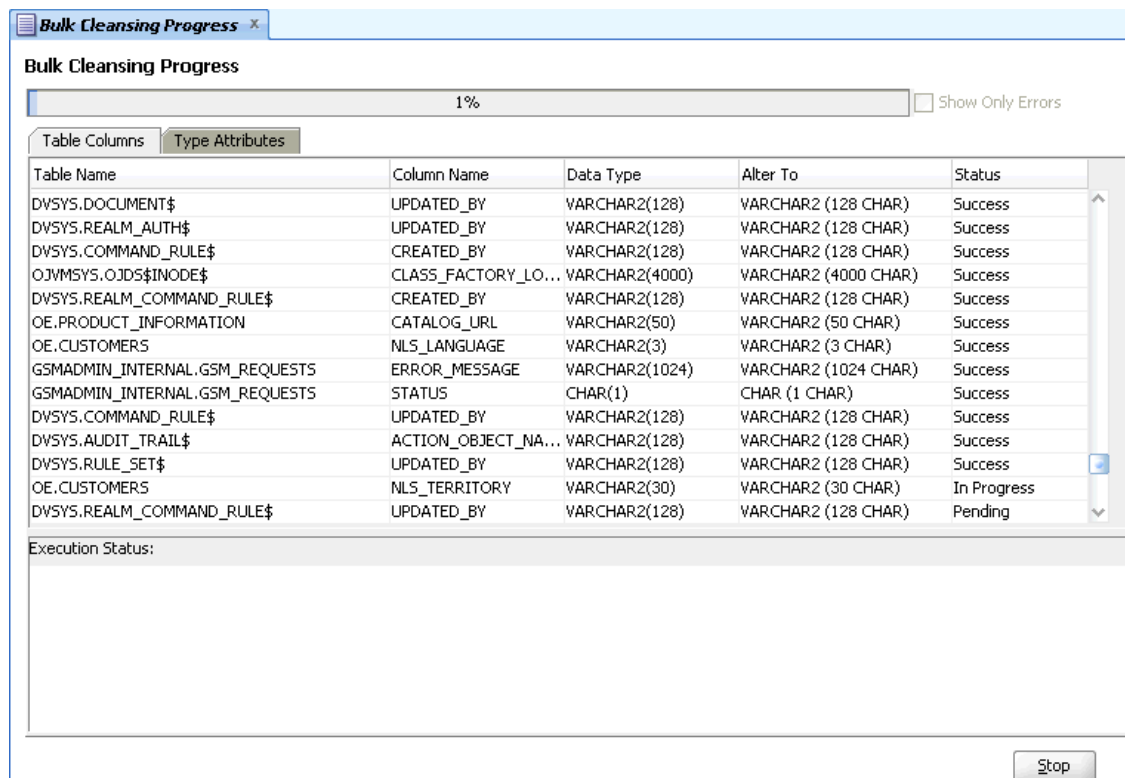 Bulk Cleansing Progress x
Bulk Cleansing Progress
1% Show Only Errors
Table Columns Type Attributes
Table Name Column Name Data Type Alter To Status
DVSYS.DOCUMENT$ UPDATED_BY VARCHAR2(128) VARCHAR2 (128 CHAR) Success
DVSYS.REALM_AUTH$ UPDATED_BY VARCHAR2(128) VARCHAR2 (128 CHAR) Success
DVSYS.COMMAND_RULE$ CREATED_BY VARCHAR2(128) VARCHAR2 (128 CHAR) Success
OJVMSYS.OJDS$INODE$ CLASS_FACTORY_LO... VARCHAR2(4000) VARCHAR2 (4000 CHAR) Success
DVSYS.REALM_COMMAND_RULE$ CREATED_BY VARCHAR2(128) VARCHAR2 (128 CHAR) Success
OE.PRODUCT_INFORMATION CATALOG_URL VARCHAR2(50) VARCHAR2 (50 CHAR) Success
OE.CUSTOMERS NLS_LANGUAGE VARCHAR2(3) VARCHAR2 (3 CHAR) Success
GSMADMIN_INTERNAL.GSM_REQUESTS ERROR_MESSAGE VARCHAR2(1024) VARCHAR2 (1024 CHAR) Success
GSMADMIN_INTERNAL.GSM_REQUESTS STATUS CHAR(1) CHAR (1 CHAR) Success
DVSYS.COMMAND_RULE$ UPDATED_BY VARCHAR2(128) VARCHAR2 (128 CHAR) Success
DVSYS.AUDIT_TRAIL$ ACTION_OBJECT_NA... VARCHAR2(128) VARCHAR2 (128 CHAR) Success
DVSYS.RULE_SET$ UPDATED_BY VARCHAR2(128) VARCHAR2 (128 CHAR) Success
OE.CUSTOMERS NLS_TERRITORY VARCHAR2(30) VARCHAR2 (30 CHAR) In Progress
DVSYS.REALM_COMMAND_RULE$ UPDATED_BY VARCHAR2(128) VARCHAR2 (128 CHAR) Pending
Execution Status:
Stop